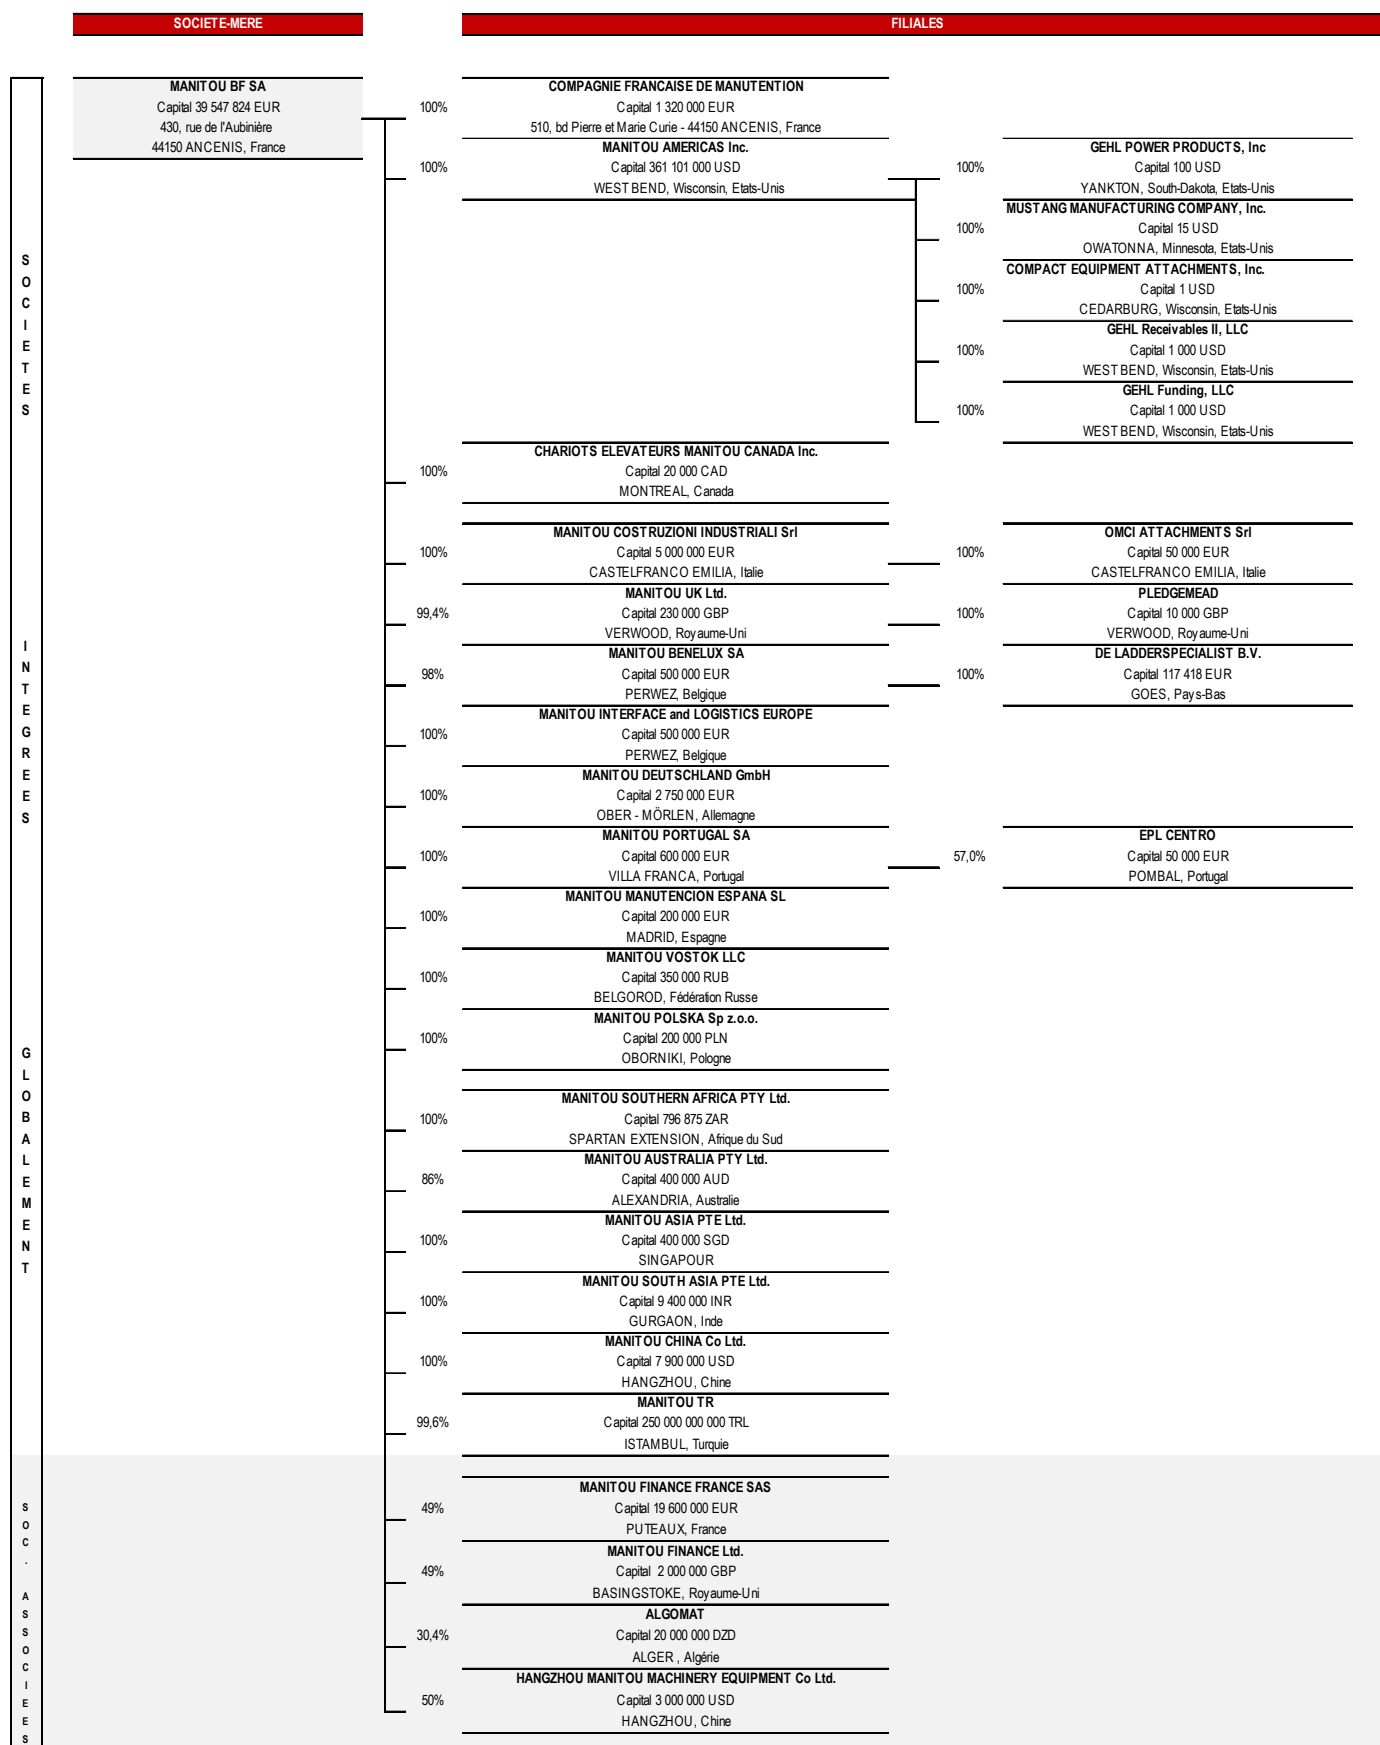 SOCIETE-MERE
FILIALES
MANITOU BF SA
Capital 39 547 824 EUR
430, rue de l'Aubinière
44150 ANCENIS, France
100%
COMPAGNIE FRANCAISE DE MANUTENTION
Capital 1 320 000 EUR
510, bd Pierre et Marie Curie - 44150 ANCENIS, France
100%
MANITOU AMERICAS Inc.
Capital 361 101 000 USD
WEST BEND, Wisconsin, Etats-Unis
100%
GEHL POWER PRODUCTS, Inc
Capital 100 USD
YANKTON, South-Dakota, Etats-Unis
100%
MUSTANG MANUFACTURING COMPANY, Inc.
Capital 15 USD
OWATONNA, Minnesota, Etats-Unis
100%
COMPACT EQUIPMENT ATTACHMENTS, Inc.
Capital 1 USD
CEDARBURG, Wisconsin, Etats-Unis
100%
GEHL Receivables II, LLC
Capital 1 000 USD
WEST BEND, Wisconsin, Etats-Unis
100%
GEHL Funding, LLC
Capital 1 000 USD
WEST BEND, Wisconsin, Etats-Unis
100%
CHARIOTS ELEVATEURS MANITOU CANADA Inc.
Capital 20 000 CAD
MONTREAL, Canada
100%
MANITOU COSTRUZIONI INDUSTRIALI Srl
Capital 5 000 000 EUR
CASTELFRANCO EMILIA, Italie
100%
OMCI ATTACHMENTS Srl
Capital 50 000 EUR
CASTELFRANCO EMILIA, Italie
99,4%
MANITOU UK Ltd.
Capital 230 000 GBP
VERWOOD, Royaume-Uni
100%
PLEDGEMEAD
Capital 10 000 GBP
VERWOOD, Royaume-Uni
98%
MANITOU BENELUX SA
Capital 500 000 EUR
PERWEZ, Belgique
100%
DE LADDERSPECIALIST B.V.
Capital 117 418 EUR
GOES, Pays-Bas
100%
MANITOU INTERFACE and LOGISTICS EUROPE
Capital 500 000 EUR
PERWEZ, Belgique
100%
MANITOU DEUTSCHLAND GmbH
Capital 2 750 000 EUR
OBER - MÖRLEN, Allemagne
100%
MANITOU PORTUGAL SA
Capital 600 000 EUR
VILLA FRANCA, Portugal
57,0%
EPL CENTRO
Capital 50 000 EUR
POMBAL, Portugal
100%
MANITOU MANUTENCION ESPANA SL
Capital 200 000 EUR
MADRID, Espagne
100%
MANITOU VOSTOK LLC
Capital 350 000 RUB
BELGOROD, Fédération Russe
100%
MANITOU POLSKA Sp z.o.o.
Capital 200 000 PLN
OBORNIKI, Pologne
100%
MANITOU SOUTHERN AFRICA PTY Ltd.
Capital 796 875 ZAR
SPARTAN EXTENSION, Afrique du Sud
86%
MANITOU AUSTRALIA PTY Ltd.
Capital 400 000 AUD
ALEXANDRIA, Australie
100%
MANITOU ASIA PTE Ltd.
Capital 400 000 SGD
SINGAPOUR
100%
MANITOU SOUTH ASIA PTE Ltd.
Capital 9 400 000 INR
GURGAON, Inde
100%
MANITOU CHINA Co Ltd.
Capital 7 900 000 USD
HANGZHOU, Chine
99,6%
MANITOU TR
Capital 250 000 000 000 TRL
ISTAMBUL, Turquie
49%
MANITOU FINANCE FRANCE SAS
Capital 19 600 000 EUR
PUTEAUX, France
49%
MANITOU FINANCE Ltd.
Capital 2 000 000 GBP
BASINGSTOKE, Royaume-Uni
30,4%
ALGOMAT
Capital 20 000 000 DZD
ALGER , Algérie
50%
HANGZHOU MANITOU MACHINERY EQUIPMENT Co Ltd.
Capital 3 000 000 USD
HANGZHOU, Chine
SOCIETES
INTEGREES
GLOBALEMENT
SOC. ASSOCIEES